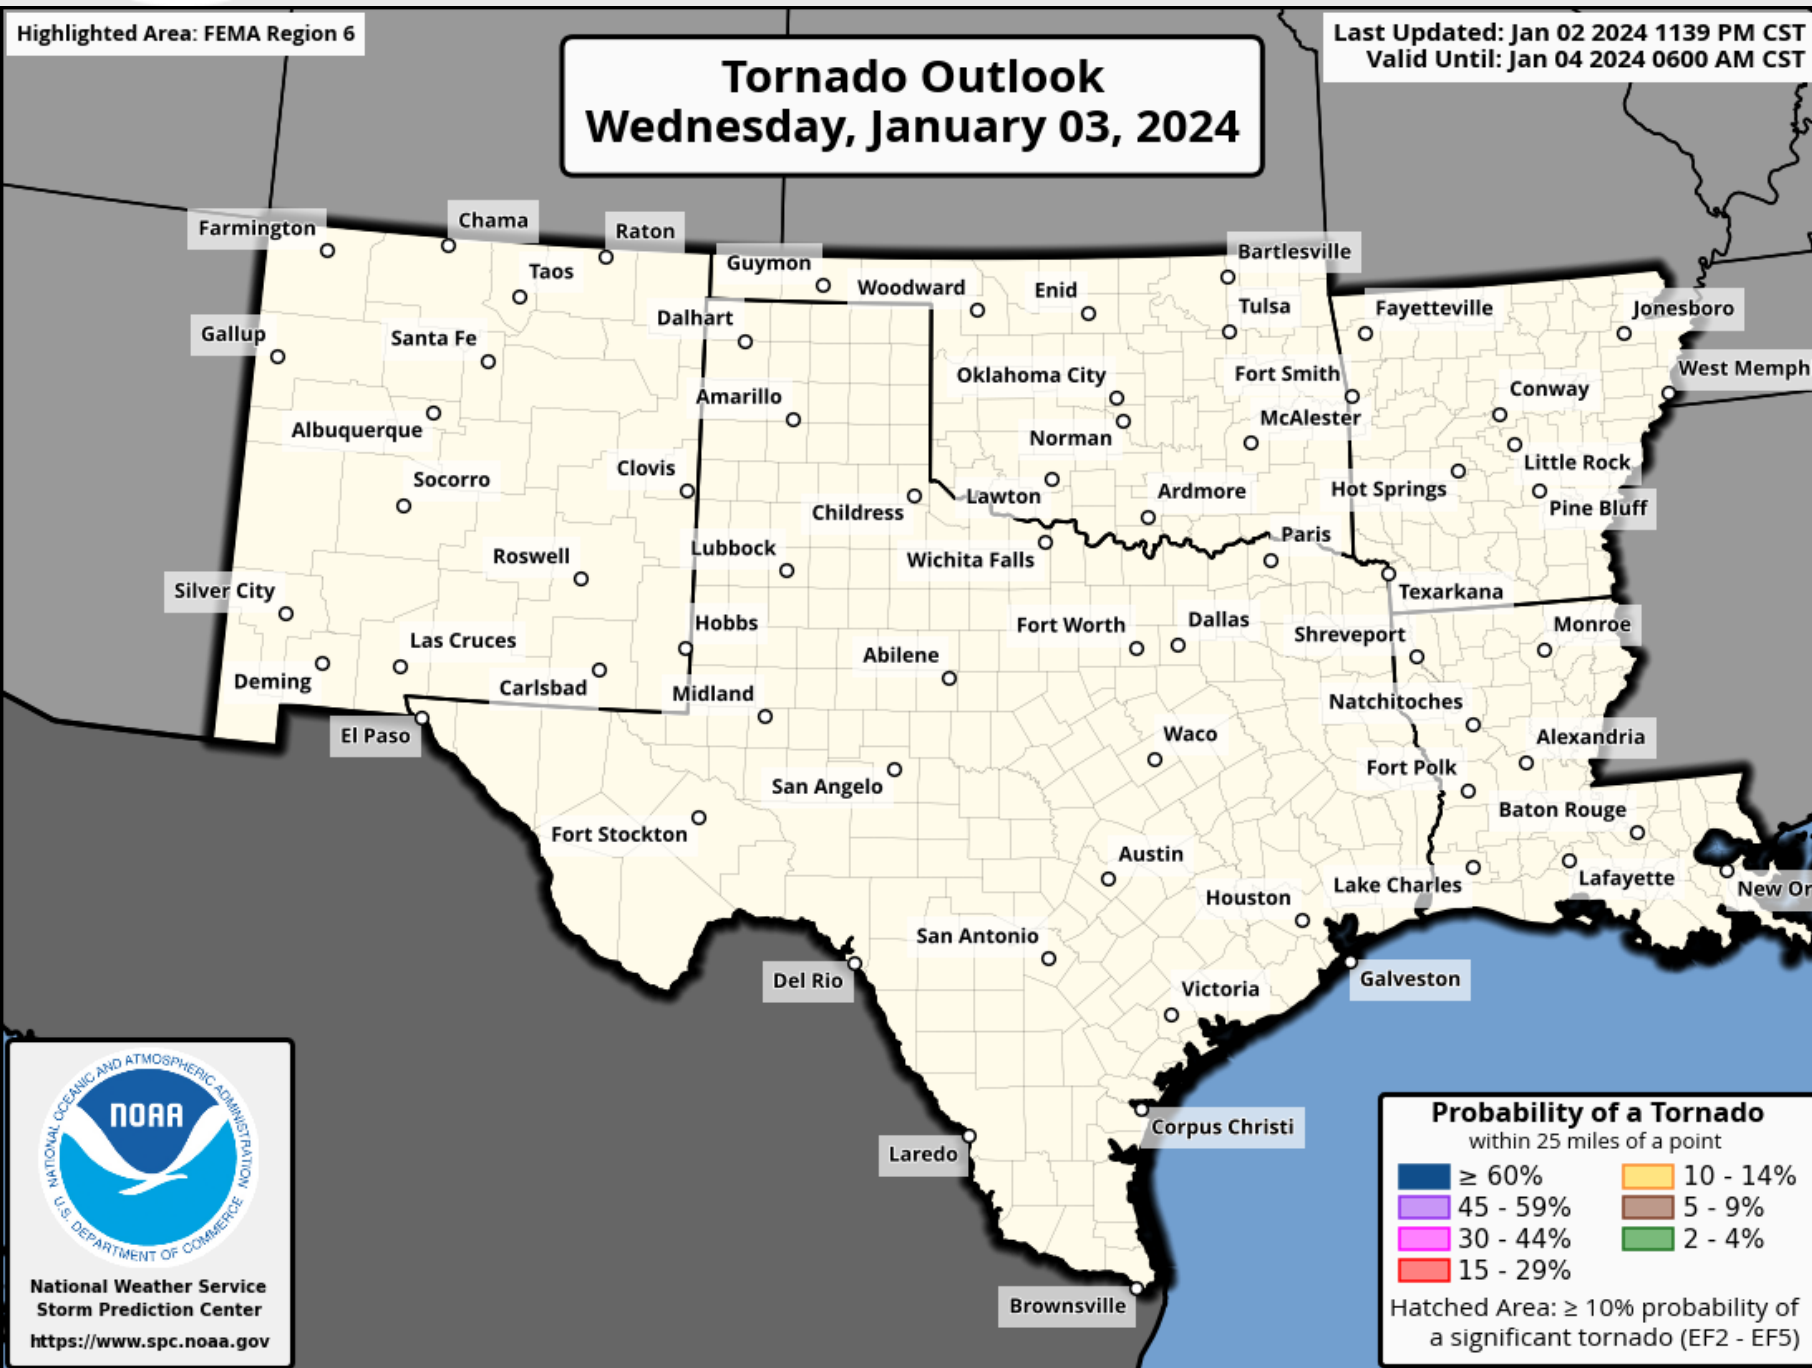 Highlighted Area: FEMA Region 6
Last Updated: Jan 02 2024 1139 PM CST
Valid Until: Jan 04 2024 0600 AM CST
Tornado Outlook
Wednesday, January 03, 2024
Farmington
Chama
Raton
Taos
Guymon
Woodward
Enid
Bartlesville
Tulsa
Fayetteville
Jonesboro
Gallup
Santa Fe
Dalhart
Oklahoma City
Fort Smith
West Memph
Amarillo
Conway
Albuquerque
Norman
McAlester
Socorro
Clovis
Childress
Lawton
Ardmore
Hot Springs
Little Rock
Pine Bluff
Roswell
Lubbock
Wichita Falls
Paris
Silver City
Texarkana
Las Cruces
Hobbs
Fort Worth
Dallas
Shreveport
Monroe
Deming
Carlsbad
Midland
Abilene
Natchitoches
El Paso
Waco
Alexandria
San Angelo
Fort Polk
Fort Stockton
Baton Rouge
Austin
Lake Charles
Lafayette
New Or
Houston
San Antonio
Del Rio
Galveston
Victoria
Corpus Christi
Laredo
Brownsville
NATIONAL OCEANIC AND ATMOSPHERIC ADMINISTRATION
NOAA
U.S. DEPARTMENT OF COMMERCE
National Weather Service
Storm Prediction Center
https://www.spc.noaa.gov
Probability of a Tornado
within 25 miles of a point
≥ 60% 10 - 14%
45 - 59% 5 - 9%
30 - 44% 2 - 4%
15 - 29%
Hatched Area: ≥ 10% probability of
a significant tornado (EF2 - EF5)